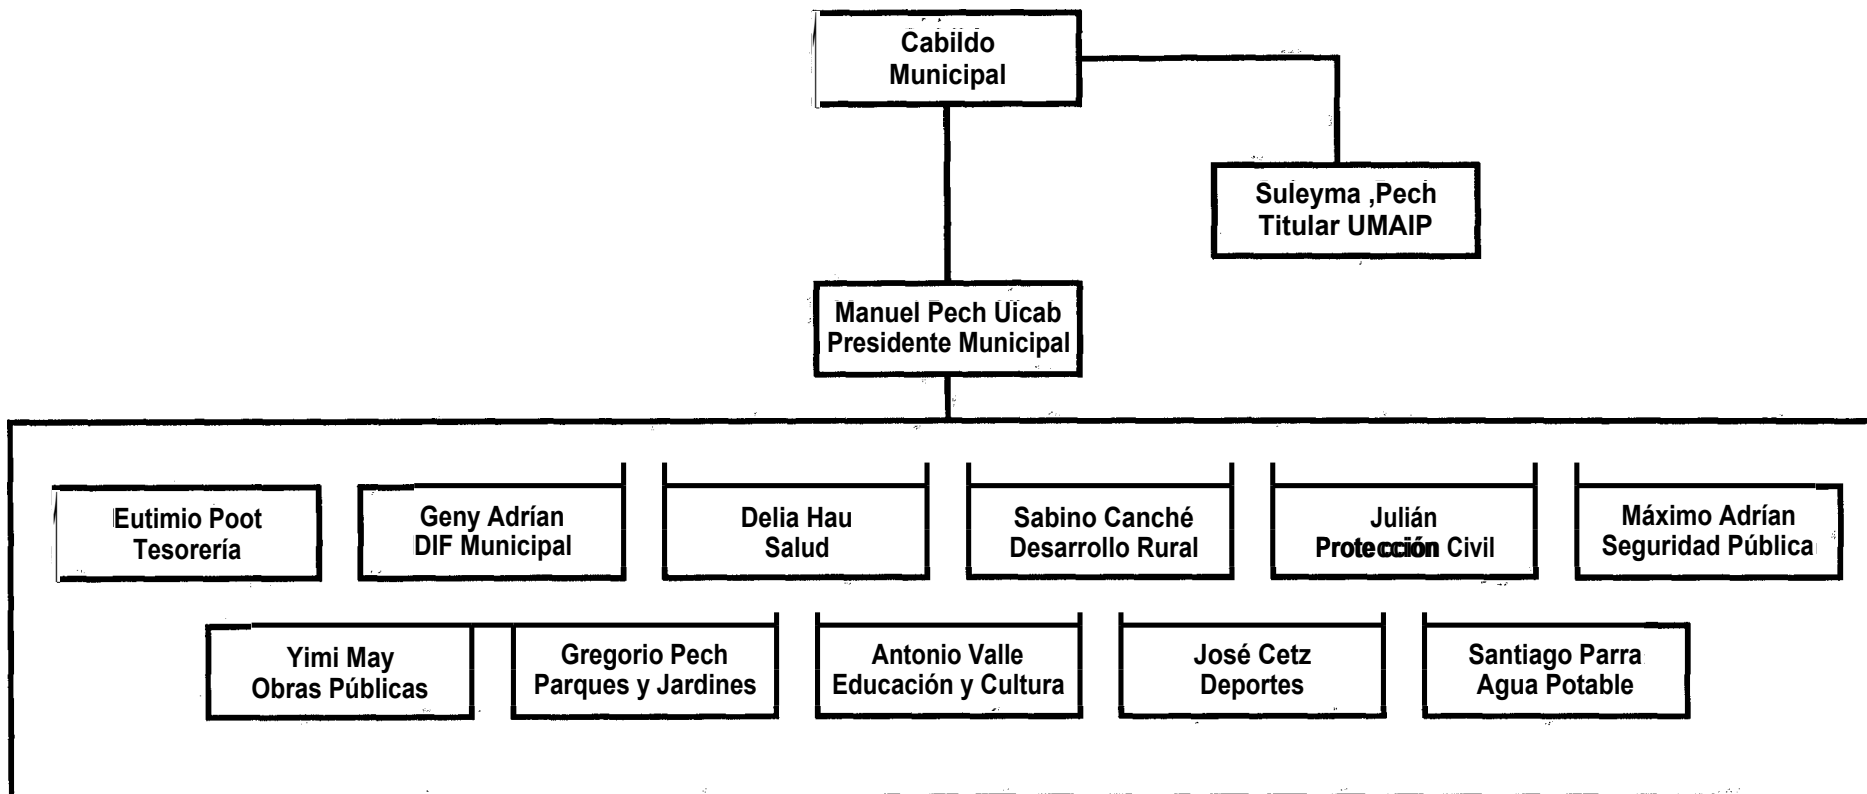 Cabildo
Municipal
Suleyma ,Pech
Titular UMAIP
Manuel Pech Uicab
Presidente Municipal
Eutimio Poot
Tesorería
Geny Adrían
DIF Municipal
Delia Hau
Salud
Sabino Canché
Desarrollo Rural
Julián
Protección Civil
Máximo Adrían
Seguridad Pública
Yimi May
Obras Públicas
Gregorio Pech
Parques y Jardines
Antonio Valle
Educación y Cultura
José Cetz
Deportes
Santiago Parra
Agua Potable